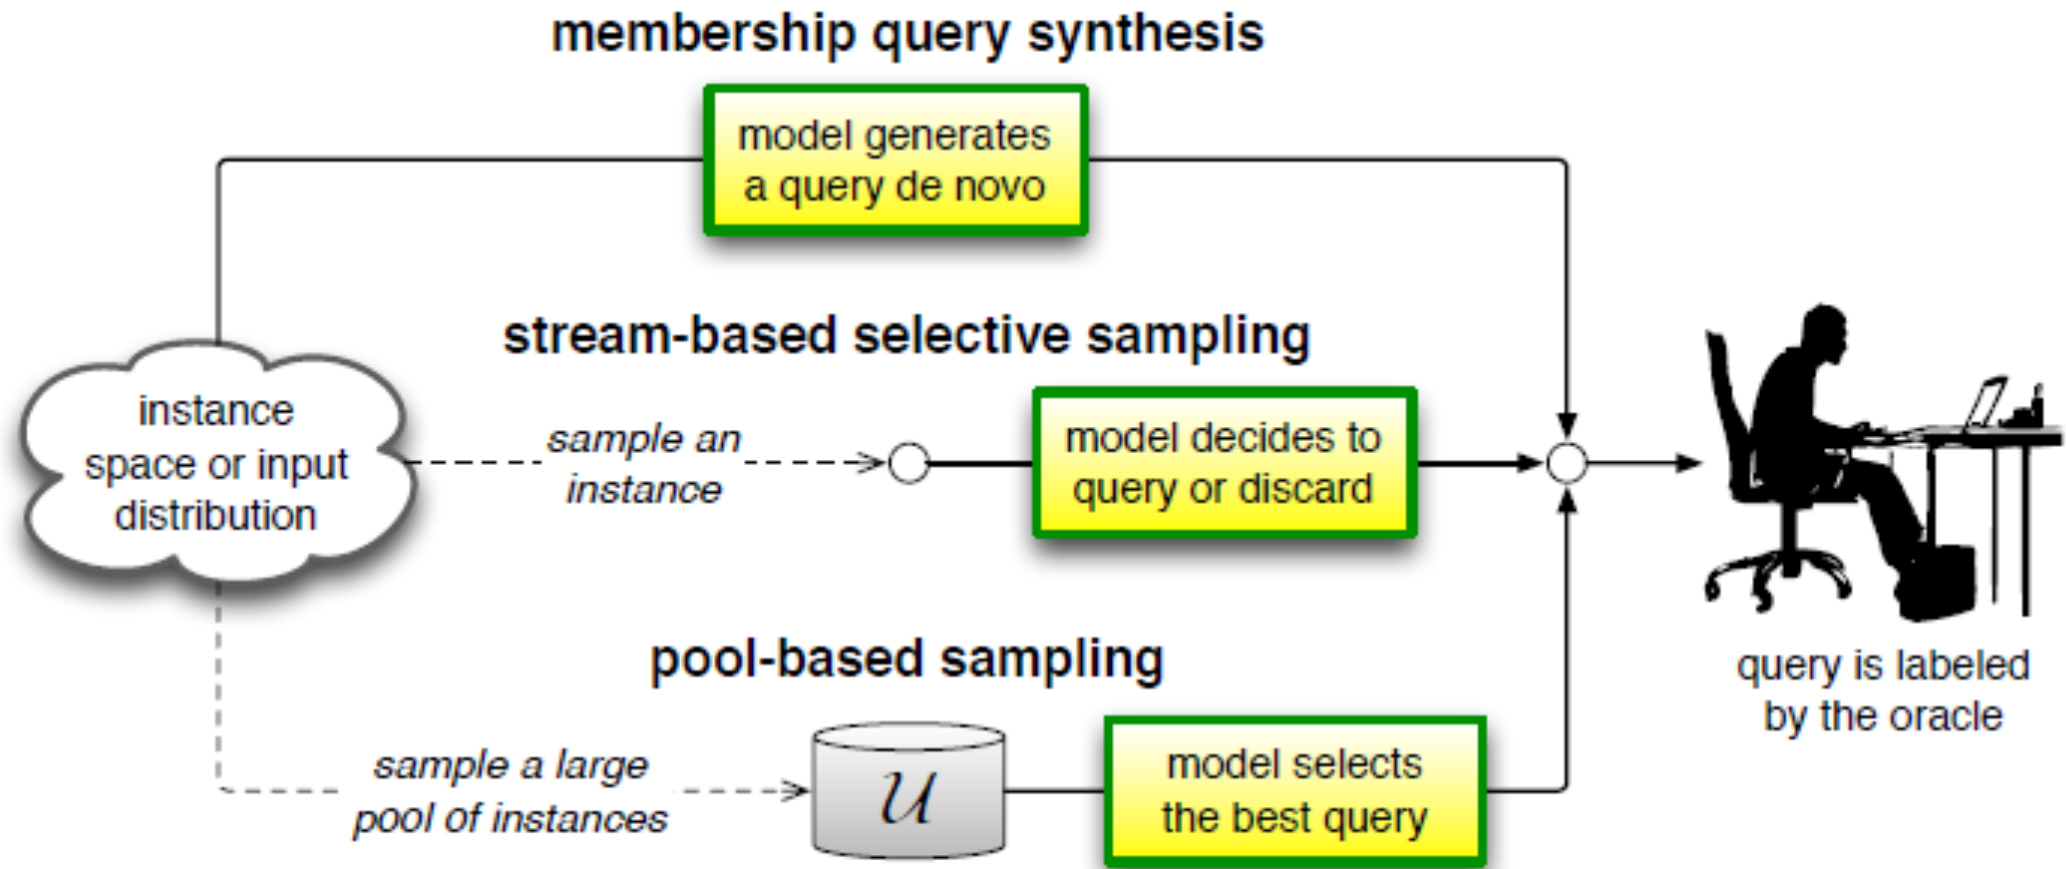 membership query synthesis
model generates
a query de novo
stream-based selective sampling
instance
space or input
distribution
sample an
instance
model decides to
query or discard
pool-based sampling
sample a large
pool of instances
U
model selects
the best query
query is labeled
by the oracle